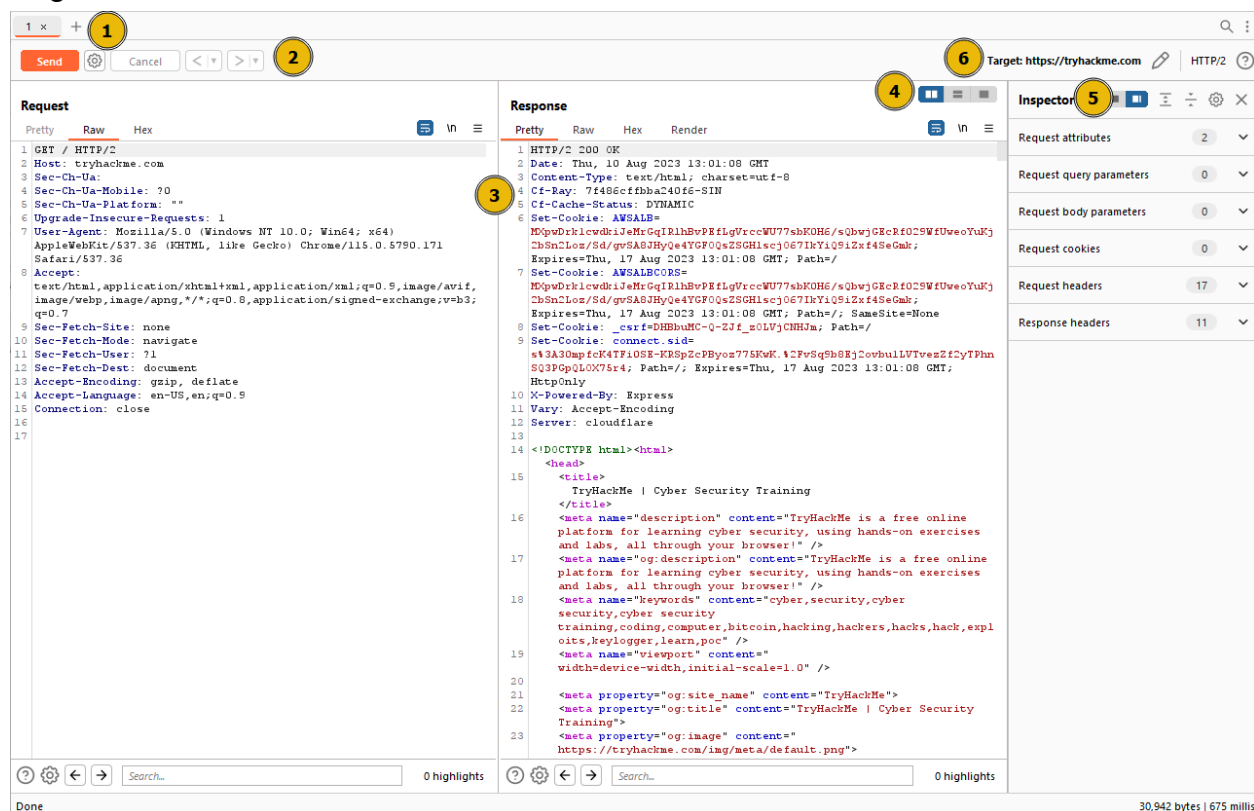 1 × +
1
Send Cancel < > 2
6 Target: https://tryhackme.com HTTP/2 ?
4
Request
Pretty Raw Hex \n
1 GET / HTTP/2
2 Host: tryhackme.com
3 Sec-Ch-Ua:
4 Sec-Ch-Ua-Mobile: ?0
5 Sec-Ch-Ua-Platform: ""
6 Upgrade-Insecure-Requests: 1
7 User-Agent: Mozilla/5.0 (Windows NT 10.0; Win64; x64)
AppleWebKit/537.36 (KHTML, like Gecko) Chrome/115.0.5790.171
Safari/537.36
8 Accept:
text/html,application/xhtml+xml,application/xml;q=0.9,image/avif,
image/webp,image/apng,*/*;q=0.8,application/signed-exchange;v=b3;
q=0.7
9 Sec-Fetch-Site: none
10 Sec-Fetch-Mode: navigate
11 Sec-Fetch-User: ?1
12 Sec-Fetch-Dest: document
13 Accept-Encoding: gzip, deflate
14 Accept-Language: en-US,en;q=0.9
15 Connection: close
16
17
? Search... 0 highlights
3
Response
Pretty Raw Hex Render \n
1 HTTP/2 200 OK
2 Date: Thu, 10 Aug 2023 13:01:08 GMT
3 Content-Type: text/html; charset=utf-8
4 Cf-Ray: 7f486cffbba240f6-SIN
5 Cf-Cache-Status: DYNAMIC
6 Set-Cookie: AWSALB=
Expires=Thu, 17 Aug 2023 13:01:08 GMT; Path=/
7 Set-Cookie: AWSALBCORS=
Expires=Thu, 17 Aug 2023 13:01:08 GMT; Path=/; SameSite=None
8 Set-Cookie: _csrf=DHBbuMC-Q-ZJf_zOLVjCNHJm; Path=/
9 Set-Cookie: connect.sid=
Path=/; Expires=Thu, 17 Aug 2023 13:01:08 GMT;
HttpOnly
10 X-Powered-By: Express
11 Vary: Accept-Encoding
12 Server: cloudflare
13
14 <!DOCTYPE html><html>
<head>
15 <title>
TryHackMe | Cyber Security Training
</title>
16 <meta name="description" content="TryHackMe is a free online
platform for learning cyber security, using hands-on exercises
and labs, all through your browser!" />
17 <meta name="og:description" content="TryHackMe is a free online
platform for learning cyber security, using hands-on exercises
and labs, all through your browser!" />
18 <meta name="keywords" content="cyber,security,cyber
security,cyber security
training,coding,computer,bitcoin,hacking,hackers,hacks,hack,expl
oits,keylogger,learn,poc" />
19 <meta name="viewport" content="
width=device-width,initial-scale=1.0" />
20
21 <meta property="og:site_name" content="TryHackMe">
22 <meta property="og:title" content="TryHackMe | Cyber Security
Training">
23 <meta property="og:image" content="
https://tryhackme.com/img/meta/default.png">
? Search... 0 highlights
Inspector 5
Request attributes 2
Request query parameters 0
Request body parameters 0
Request cookies 0
Request headers 17
Response headers 11
Done 30,942 bytes | 675 millis